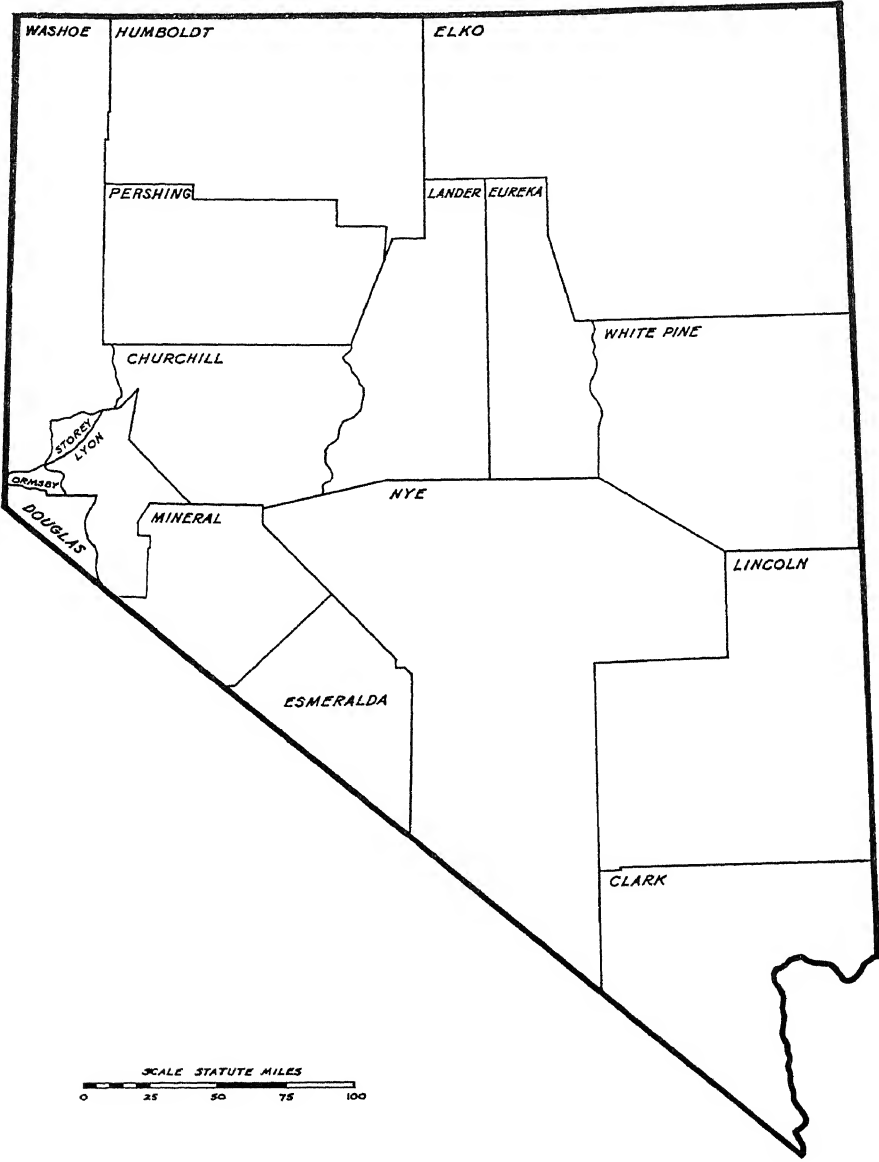 WASHOE HUMBOLDT ELKO
PERSHING LANDER EUREKA
WHITE PINE
CHURCHILL
STOREY
LYON
ORMSBY
NYE
DOUGLAS
MINERAL
LINCOLN
ESMERALDA
CLARK
SCALE STATUTE MILES
0 25 50 75 100